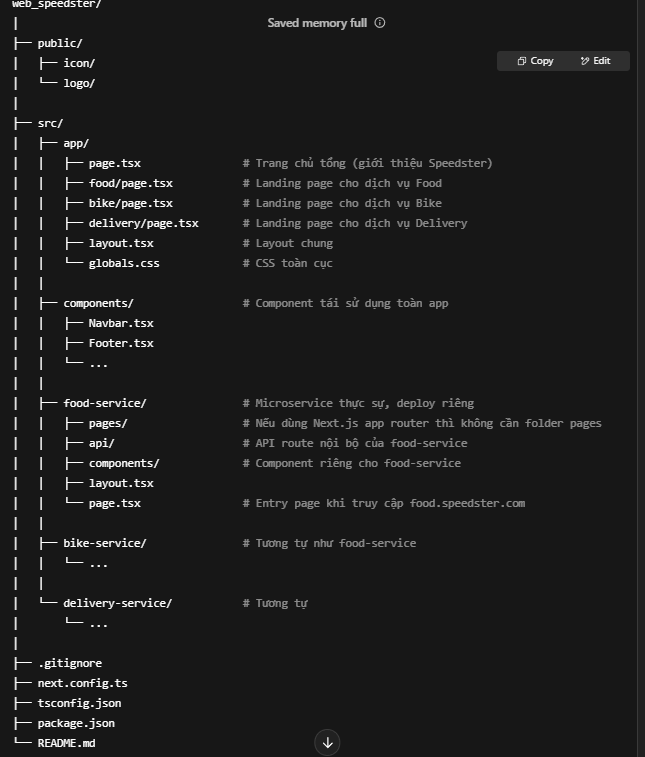 web_speedster/
│
Saved memory full
├── public/
│   ├── icon/
Copy Edit
│   └── logo/
│
├── src/
│   ├── app/
│   │   ├── page.tsx                # Trang chủ tổng (giới thiệu Speedster)
│   │   ├── food/page.tsx           # Landing page cho dịch vụ Food
│   │   ├── bike/page.tsx           # Landing page cho dịch vụ Bike
│   │   ├── delivery/page.tsx       # Landing page cho dịch vụ Delivery
│   │   ├── layout.tsx              # Layout chung
│   │   └── globals.css             # CSS toàn cục
│   │
│   ├── components/                 # Component tái sử dụng toàn app
│   │   ├── Navbar.tsx
│   │   ├── Footer.tsx
│   │   └── ...
│   │
│   ├── food-service/               # Microservice thực sự, deploy riêng
│   │   ├── pages/                  # Nếu dùng Next.js app router thì không cần folder pages
│   │   ├── api/                    # API route nội bộ của food-service
│   │   ├── components/             # Component riêng cho food-service
│   │   ├── layout.tsx
│   │   └── page.tsx                # Entry page khi truy cập food.speedster.com
│   │
│   ├── bike-service/               # Tương tự như food-service
│   │   └── ...
│   │
│   └── delivery-service/           # Tương tự
│       └── ...
│
├── .gitignore
├── next.config.ts
├── tsconfig.json
├── package.json
└── README.md